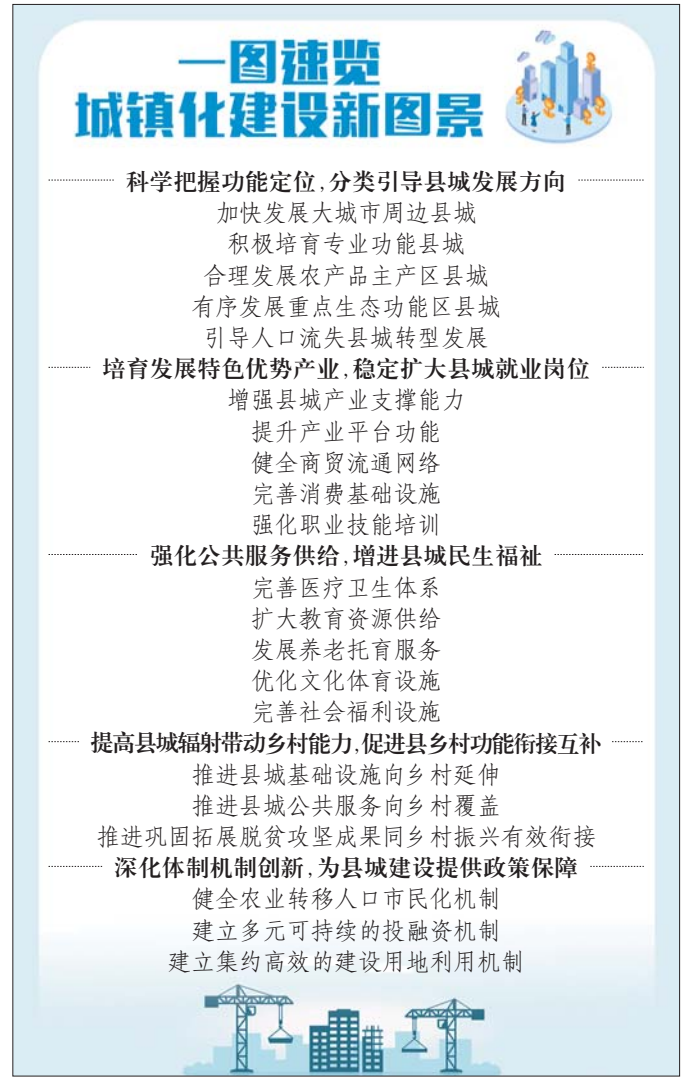 一图速览
城镇化建设新图景
科学把握功能定位,分类引导县城发展方向
加快发展大城市周边县城
积极培育专业功能县城
合理发展农产品主产区县城
有序发展重点生态功能区县城
引导人口流失县城转型发展
培育发展特色优势产业,稳定扩大县城就业岗位
增强县城产业支撑能力
提升产业平台功能
健全商贸流通网络
完善消费基础设施
强化职业技能培训
强化公共服务供给,增进县城民生福祉
完善医疗卫生体系
扩大教育资源供给
发展养老托育服务
优化文化体育设施
完善社会福利设施
提高县城辐射带动乡村能力,促进县乡村功能衔接互补
推进县城基础设施向乡村延伸
推进县城公共服务向乡村覆盖
推进巩固拓展脱贫攻坚成果同乡村振兴有效衔接
深化体制机制创新,为县城建设提供政策保障
健全农业转移人口市民化机制
建立多元可持续的投融资机制
建立集约高效的建设用地利用机制